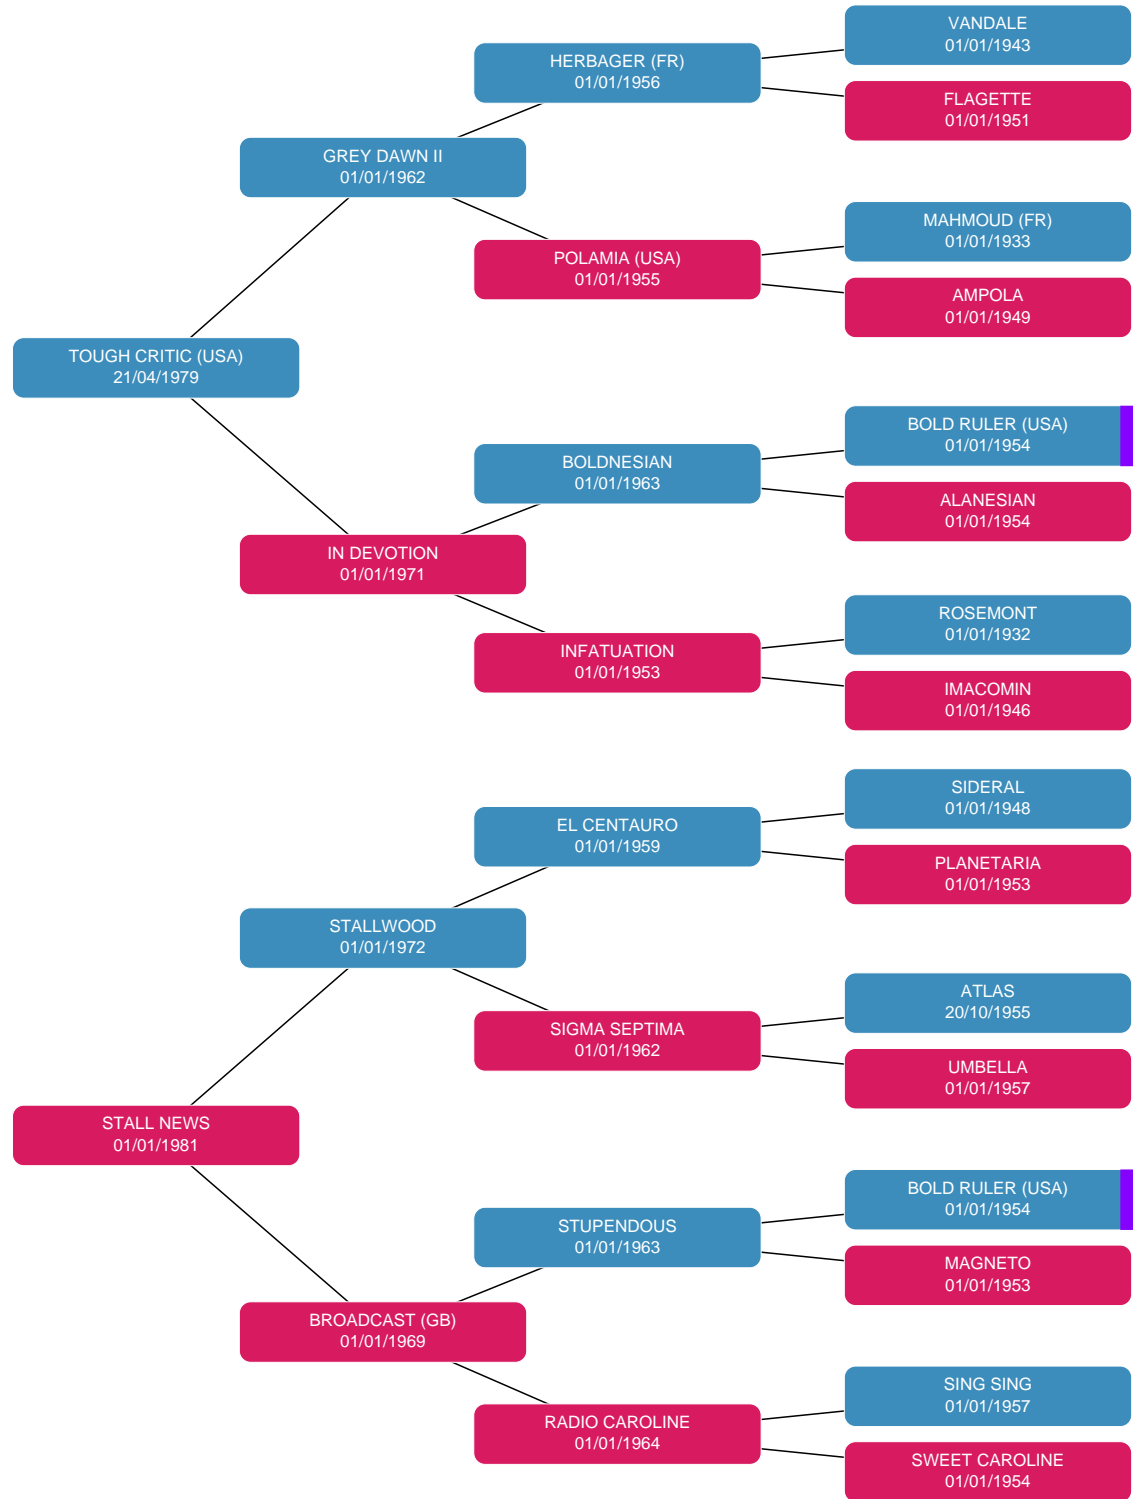 VANDALE
01/01/1943
HERBAGER (FR)
01/01/1956
FLAGETTE
01/01/1951
GREY DAWN II
01/01/1962
MAHMOUD (FR)
01/01/1933
POLAMIA (USA)
01/01/1955
AMPOLA
01/01/1949
TOUGH CRITIC (USA)
21/04/1979
BOLD RULER (USA)
01/01/1954
BOLDNESIAN
01/01/1963
ALANESIAN
01/01/1954
IN DEVOTION
01/01/1971
ROSEMONT
01/01/1932
INFATUATION
01/01/1953
IMACOMIN
01/01/1946
SIDERAL
01/01/1948
EL CENTAURO
01/01/1959
PLANETARIA
01/01/1953
STALLWOOD
01/01/1972
ATLAS
20/10/1955
SIGMA SEPTIMA
01/01/1962
UMBELLA
01/01/1957
STALL NEWS
01/01/1981
BOLD RULER (USA)
01/01/1954
STUPENDOUS
01/01/1963
MAGNETO
01/01/1953
BROADCAST (GB)
01/01/1969
SING SING
01/01/1957
RADIO CAROLINE
01/01/1964
SWEET CAROLINE
01/01/1954